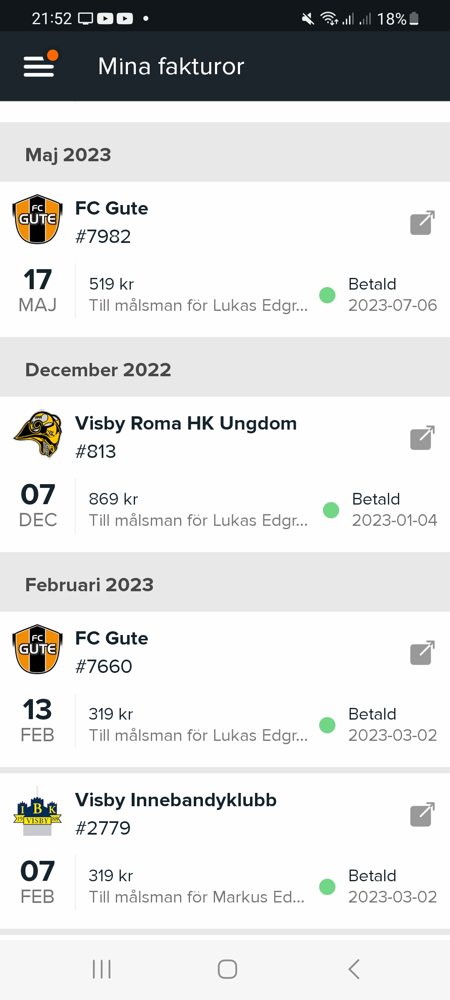 21:52
18%
Mina fakturor
Maj 2023
FC
GUTE
FC Gute
#7982
17
MAJ
519 kr
Till målsman för Lukas Edgr...
Betald
2023-07-06
December 2022
Visby Roma HK Ungdom
#813
07
DEC
869 kr
Till målsman för Lukas Edgr...
Betald
2023-01-04
Februari 2023
FC
GUTE
FC Gute
#7660
13
FEB
319 kr
Till målsman för Lukas Edgr...
Betald
2023-03-02
I B K
19 VISBY 88
Visby Innebandyklubb
#2779
07
FEB
319 kr
Till målsman för Markus Ed...
Betald
2023-03-02